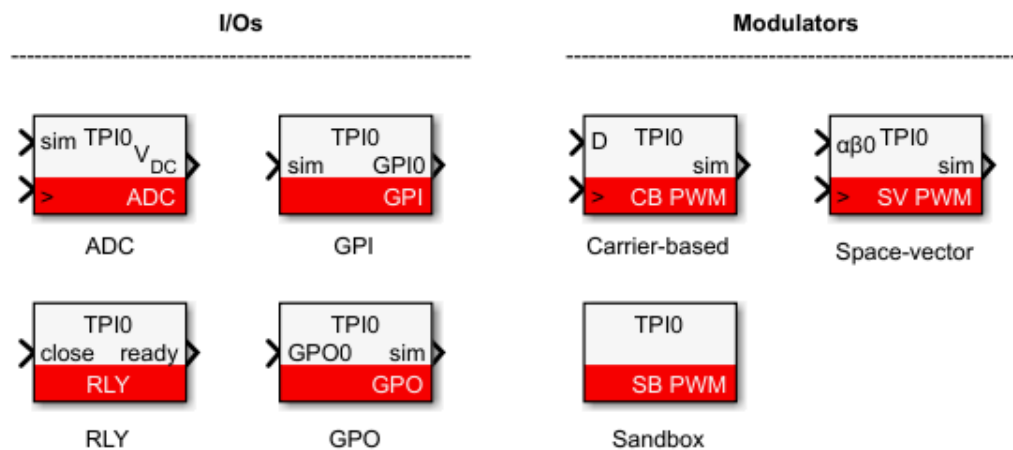 I/Os
Modulators
sim TPI0 V DC
> ADC
ADC
TPI0
sim GPI0
GPI
GPI
D TPI0
sim
> CB PWM
Carrier-based
αβ0 TPI0
sim
> SV PWM
Space-vector
TPI0
close ready
RLY
RLY
TPI0
GPO0 sim
GPO
GPO
TPI0
SB PWM
Sandbox